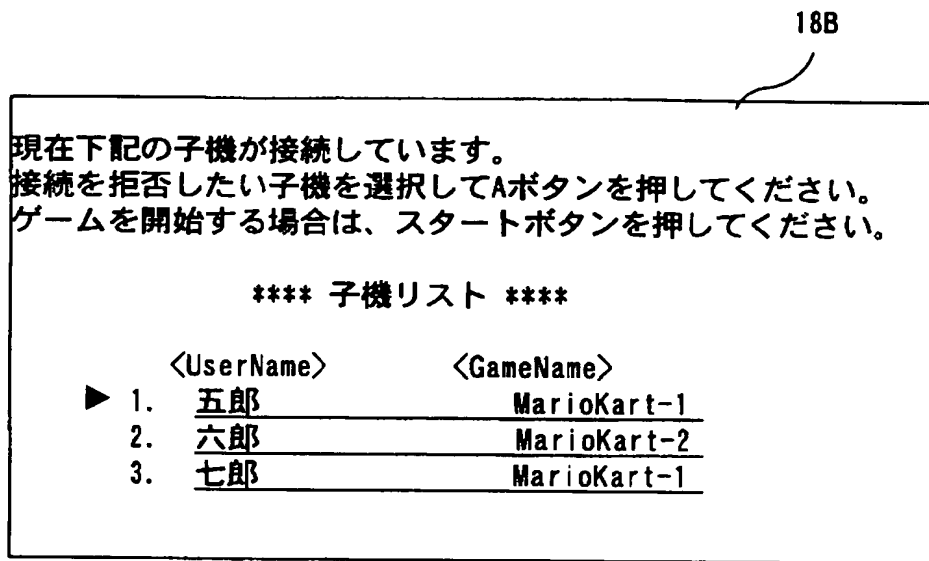 18B
現在下記の子機が接続しています。
接続を拒否したい子機を選択してAボタンを押してください。
ゲームを開始する場合は、スタートボタンを押してください。
**** 子機リスト ****
<UserName> <GameName>
▶ 1. 五郎 MarioKart-1
2. 六郎 MarioKart-2
3. 七郎 MarioKart-1